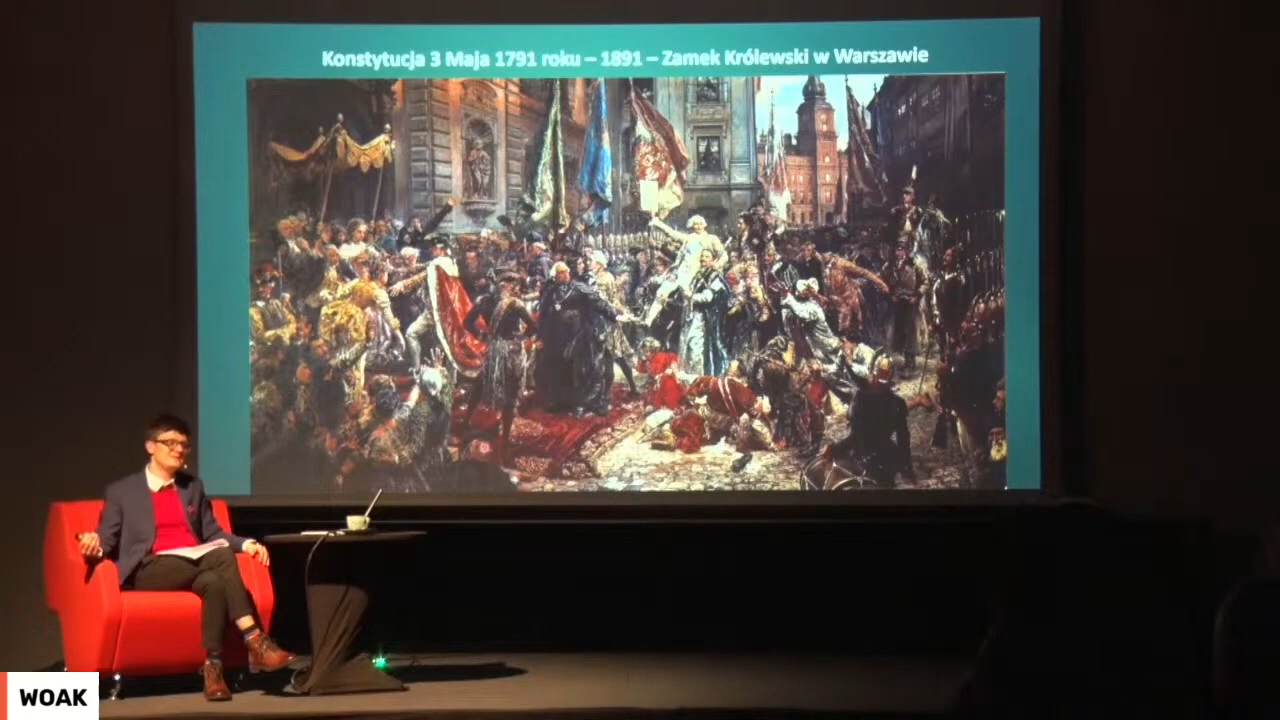 Konstytucja 3 Maja 1791 roku – 1891 – Zamek Królewski w Warszawie
WOAK